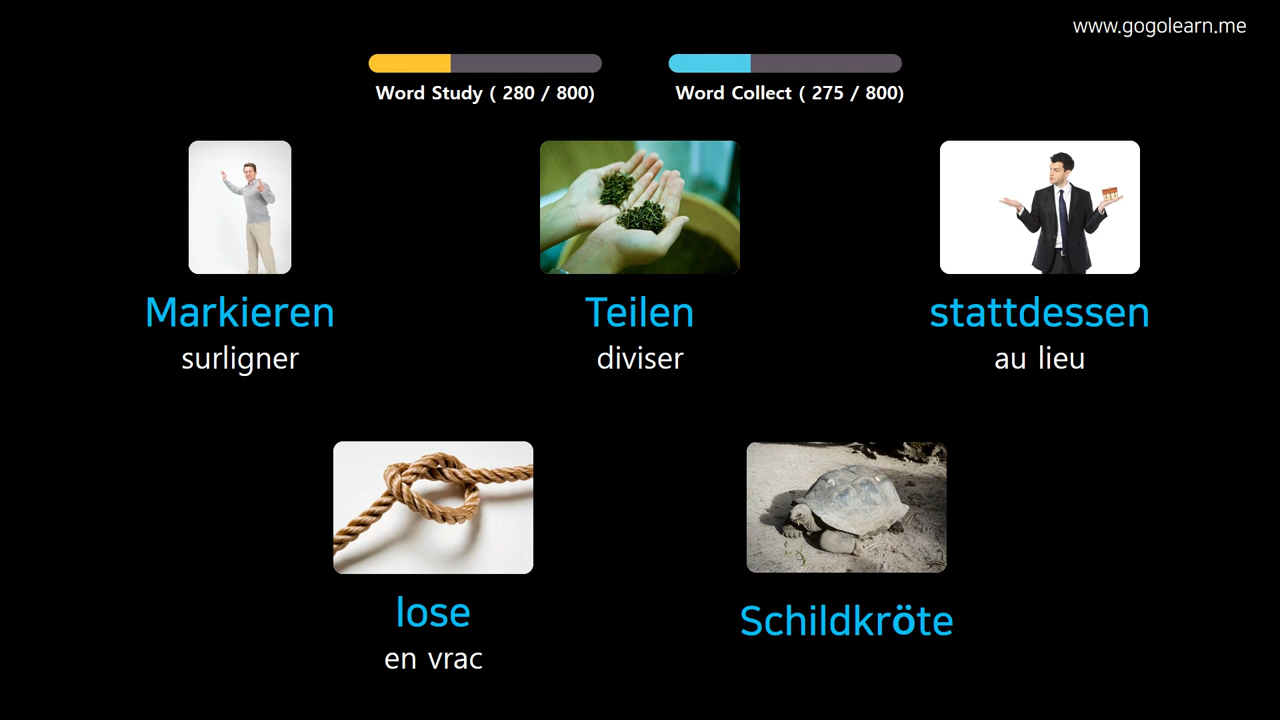 www.gogolearn.me
Word Study ( 280 / 800)
Word Collect ( 275 / 800)
Markieren
surligner
Teilen
diviser
stattdessen
au lieu
lose
en vrac
Schildkröte